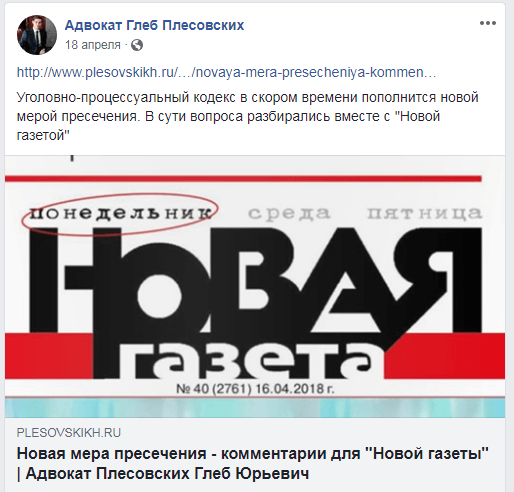 Адвокат Глеб Плесовских
18 апреля ·
http://www.plesovskikh.ru/…/novaya-mera-presecheniya-kommen…
Уголовно-процессуальный кодекс в скором времени пополнится новой
мерой пресечения. В сути вопроса разбирались вместе с "Новой
газетой"
понедельник среда пятница
НОВАЯ
газета
№ 40 (2761) 16.04.2018 г.
PLESOVSKIKH.RU
Новая мера пресечения - комментарии для "Новой газеты"
| Адвокат Плесовских Глеб Юрьевич